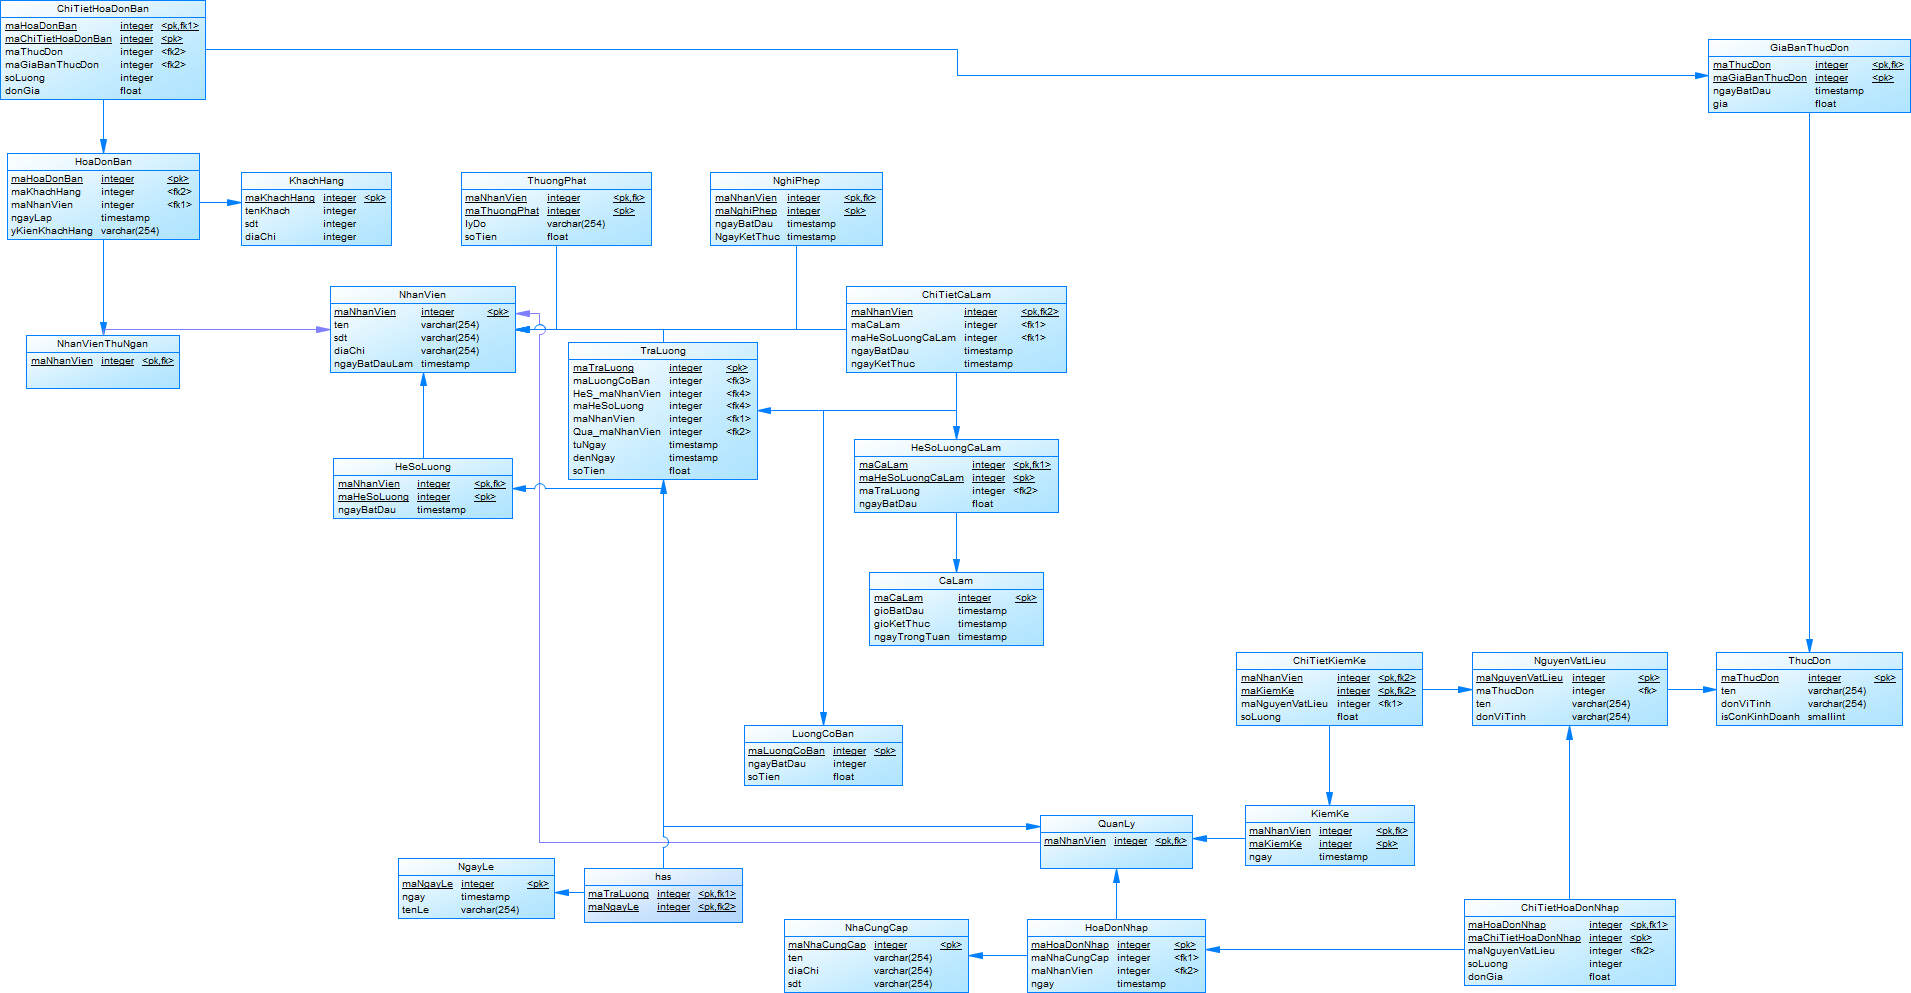 ChiTietHoaDonBan
maHoaDonBan integer <pk,fk1>
maChiTietHoaDonBan integer <pk>
maThucDon integer <fk2>
maGiaBanThucDon integer <fk2>
soLuong integer
donGia float
GiaBanThucDon
maThucDon integer <pk,fk>
maGiaBanThucDon integer <pk>
ngayBatDau timestamp
gia float
HoaDonBan
maHoaDonBan integer <pk>
maKhachHang integer <fk2>
maNhanVien integer <fk1>
ngayLap timestamp
yKienKhachHang varchar(254)
KhachHang
maKhachHang integer <pk>
tenKhach integer
sdt integer
diaChi integer
ThuongPhat
maNhanVien integer <pk,fk>
maThuongPhat integer <pk>
lyDo varchar(254)
soTien float
NghiPhep
maNhanVien integer <pk,fk>
maNghiPhep integer <pk>
ngayBatDau timestamp
NgayKetThuc timestamp
NhanVien
maNhanVien integer <pk>
ten varchar(254)
sdt varchar(254)
diaChi varchar(254)
ngayBatDauLam timestamp
ChiTietCaLam
maNhanVien integer <pk,fk2>
maCaLam integer <fk1>
maHeSoLuongCaLam integer <fk1>
ngayBatDau timestamp
ngayKetThuc timestamp
NhanVienThuNgan
maNhanVien integer <pk,fk>
TraLuong
maTraLuong integer <pk>
maLuongCoBan integer <fk3>
HeS_maNhanVien integer <fk4>
maHeSoLuong integer <fk4>
maNhanVien integer <fk1>
Qua_maNhanVien integer <fk2>
tuNgay timestamp
denNgay timestamp
soTien float
HeSoLuong
maNhanVien integer <pk,fk>
maHeSoLuong integer <pk>
ngayBatDau timestamp
HeSoLuongCaLam
maCaLam integer <pk,fk1>
maHeSoLuongCaLam integer <pk>
maTraLuong integer <fk2>
ngayBatDau float
CaLam
maCaLam integer <pk>
gioBatDau timestamp
gioKetThuc timestamp
ngayTrongTuan timestamp
ChiTietKiemKe
maNhanVien integer <pk,fk2>
maKiemKe integer <pk,fk2>
maNguyenVatLieu integer <fk1>
soLuong float
NguyenVatLieu
maNguyenVatLieu integer <pk>
maThucDon integer <fk>
ten varchar(254)
donViTinh varchar(254)
ThucDon
maThucDon integer <pk>
ten varchar(254)
donViTinh varchar(254)
isConKinhDoanh smallint
LuongCoBan
maLuongCoBan integer <pk>
ngayBatDau integer
soTien float
QuanLy
maNhanVien integer <pk,fk>
KiemKe
maNhanVien integer <pk,fk>
maKiemKe integer <pk>
ngay timestamp
NgayLe
maNgayLe integer <pk>
ngay timestamp
tenLe varchar(254)
has
maTraLuong integer <pk,fk1>
maNgayLe integer <pk,fk2>
NhaCungCap
maNhaCungCap integer <pk>
ten varchar(254)
diaChi varchar(254)
sdt varchar(254)
HoaDonNhap
maHoaDonNhap integer <pk>
maNhaCungCap integer <fk1>
maNhanVien integer <fk2>
ngay timestamp
ChiTietHoaDonNhap
maHoaDonNhap integer <pk,fk1>
maChiTietHoaDonNhap integer <pk>
maNguyenVatLieu integer <fk2>
soLuong integer
donGia float